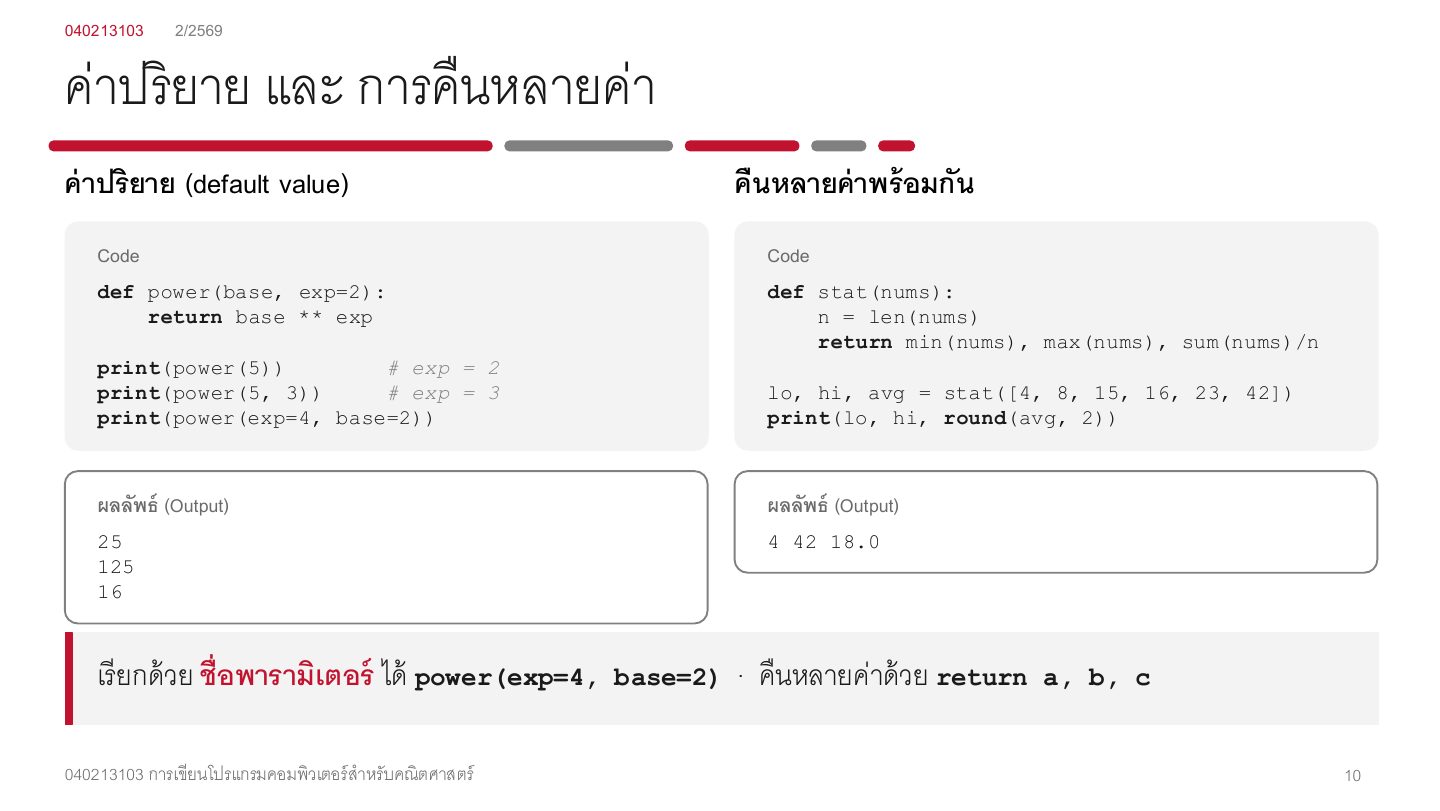 040213103 2/2569
ค่าปริยาย และ การคืนหลายค่า
ค่าปริยาย (default value)
Code
def power(base, exp=2):
    return base ** exp
print(power(5))        # exp = 2
print(power(5, 3))     # exp = 3
print(power(exp=4, base=2))
ผลลัพธ์ (Output)
25
125
16
คืนหลายค่าพร้อมกัน
Code
def stat(nums):
    n = len(nums)
    return min(nums), max(nums), sum(nums)/n
lo, hi, avg = stat([4, 8, 15, 16, 23, 42])
print(lo, hi, round(avg, 2))
ผลลัพธ์ (Output)
4 42 18.0
เรียกด้วย ชื่อพารามิเตอร์ ได้ power(exp=4, base=2) · คืนหลายค่าด้วย return a, b, c
040213103 การเขียนโปรแกรมคอมพิวเตอร์สำหรับคณิตศาสตร์ 10